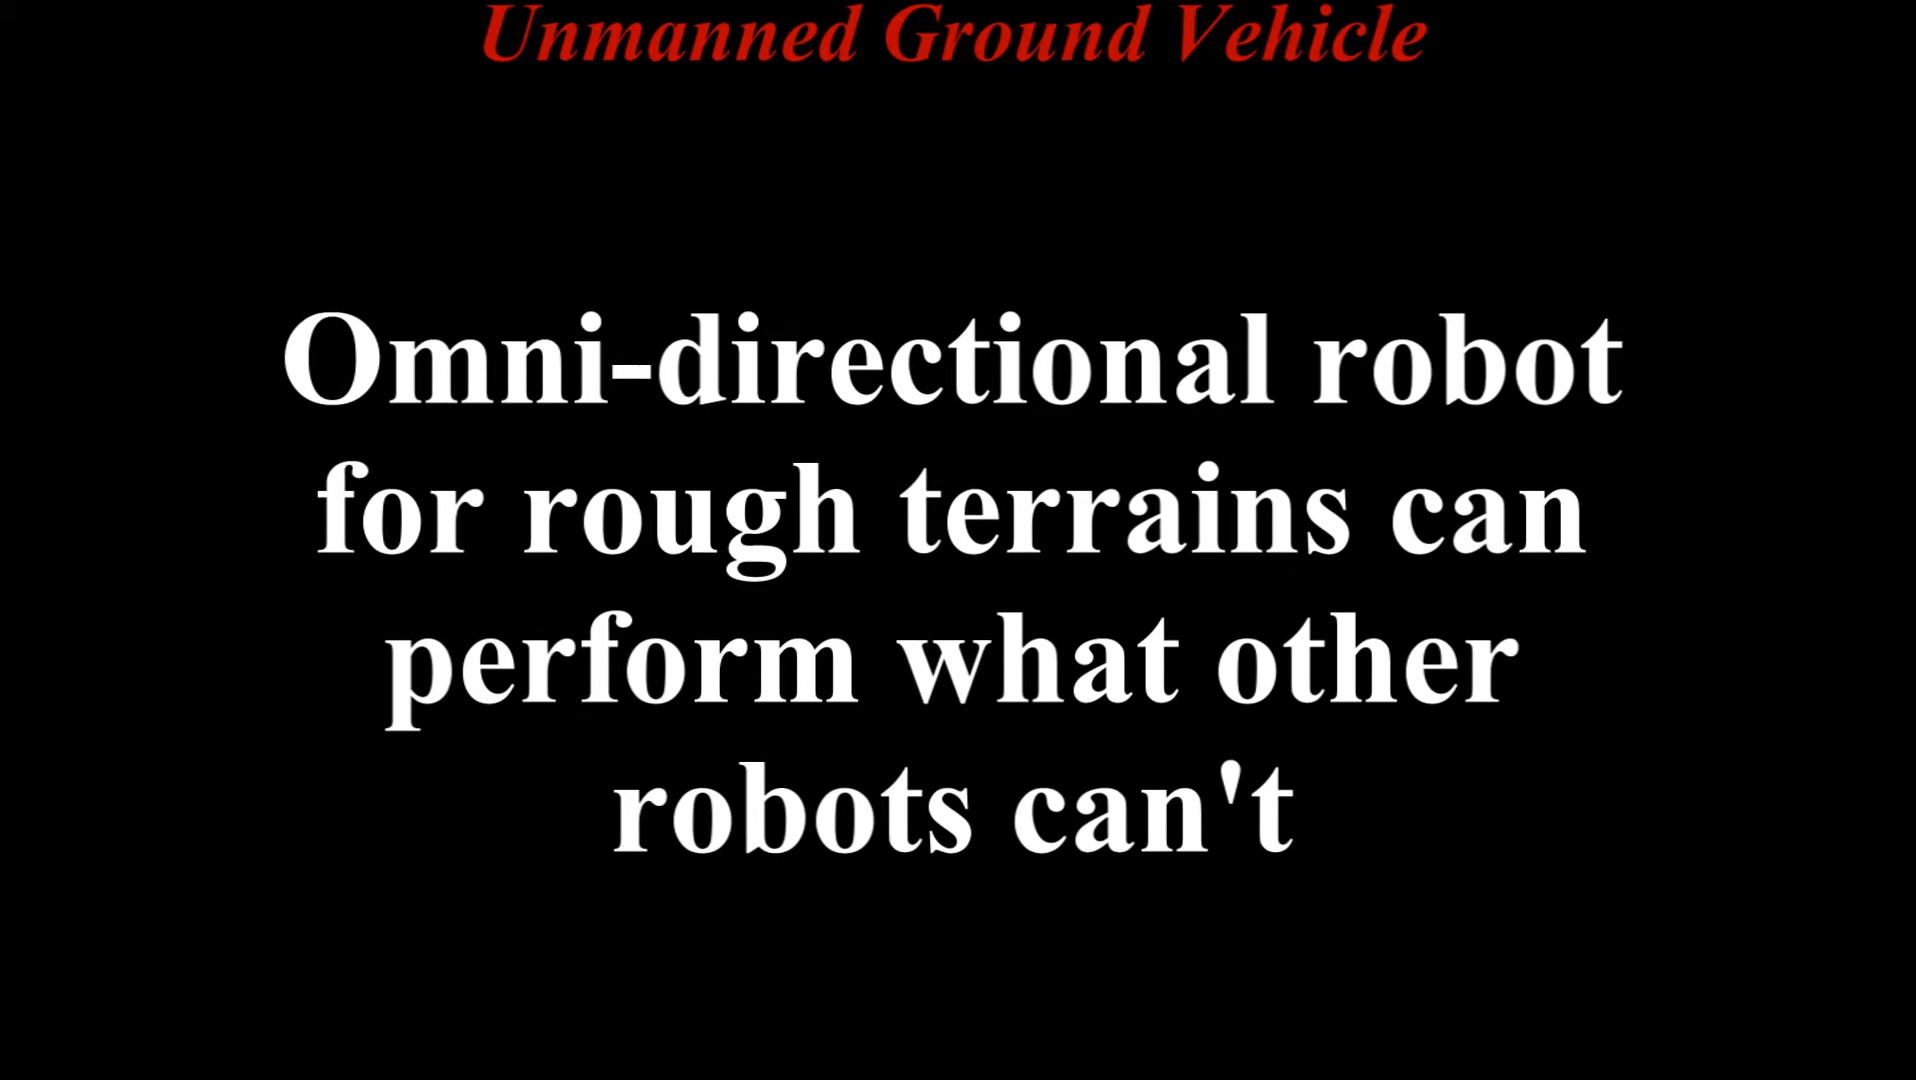 Unmanned Ground Vehicle
Omni-directional robot
for rough terrains can
perform what other
robots can't